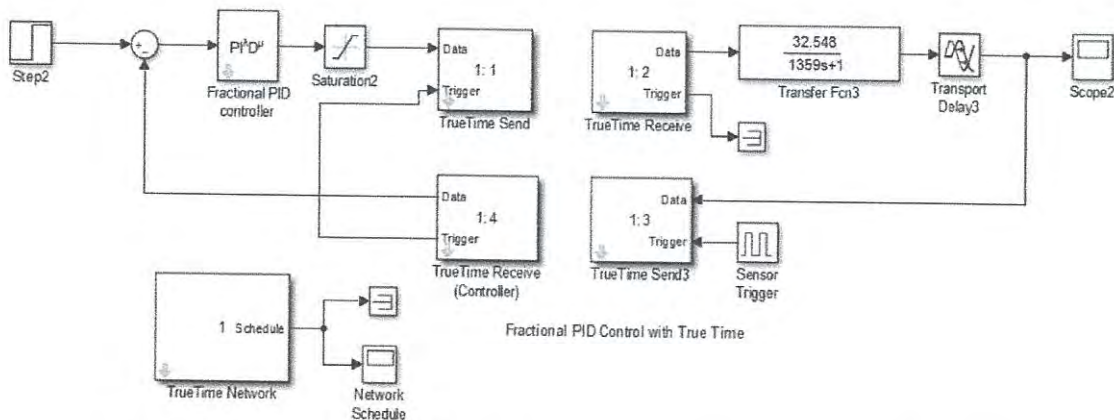 Step2
+
−
PIλDμ
Fractional PID
controller
Saturation2
Data
1: 1
Trigger
TrueTime Send
Data
1: 2
Trigger
TrueTime Receive
32.548
1359s+1
Transfer Fcn3
Transport
Delay3
Scope2
Data
1: 4
Trigger
TrueTime Receive
(Controller)
Data
1: 3
Trigger
TrueTime Send3
Sensor
Trigger
1 Schedule
TrueTime Network
Network
Schedule
Fractional PID Control with True Time